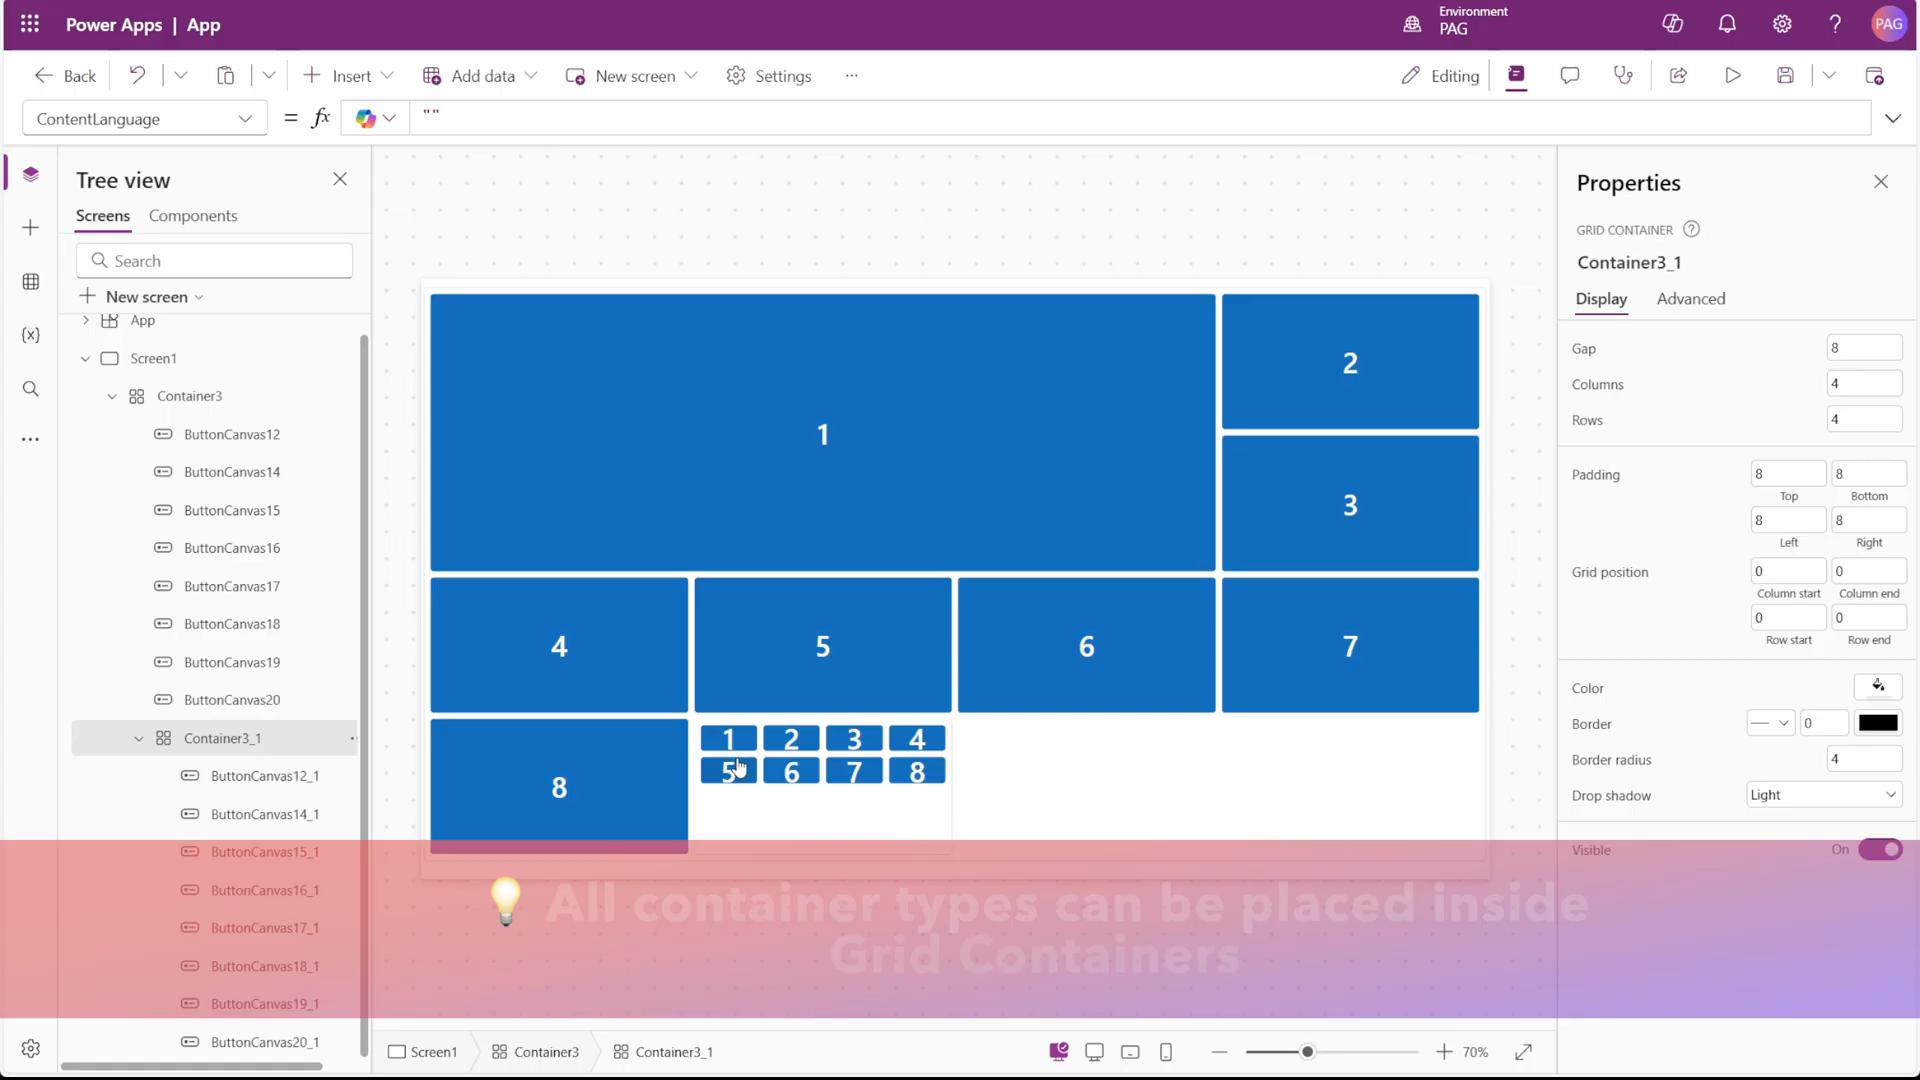 Power Apps | App
Environment
PAG
PAG
Back
Insert
Add data
New screen
Settings
...
Editing
ContentLanguage
= fx
""
Tree view
Screens
Components
Search
New screen
App
Screen1
Container3
ButtonCanvas12
ButtonCanvas14
ButtonCanvas15
ButtonCanvas16
ButtonCanvas17
ButtonCanvas18
ButtonCanvas19
ButtonCanvas20
Container3_1
ButtonCanvas12_1
ButtonCanvas14_1
ButtonCanvas15_1
ButtonCanvas16_1
ButtonCanvas17_1
ButtonCanvas18_1
ButtonCanvas19_1
ButtonCanvas20_1
1
2
3
4
5
6
7
8
1 2 3 4
5 6 7 8
💡 All container types can be placed inside
Grid Containers
Properties
GRID CONTAINER ?
Container3_1
Display
Advanced
Gap 8
Columns 4
Rows 4
Padding 8 8
Top Bottom
8 8
Left Right
Grid position 0 0
Column start Column end
0 0
Row start Row end
Color
Border 0
Border radius 4
Drop shadow Light
Visible On
Screen1
Container3
Container3_1
70%